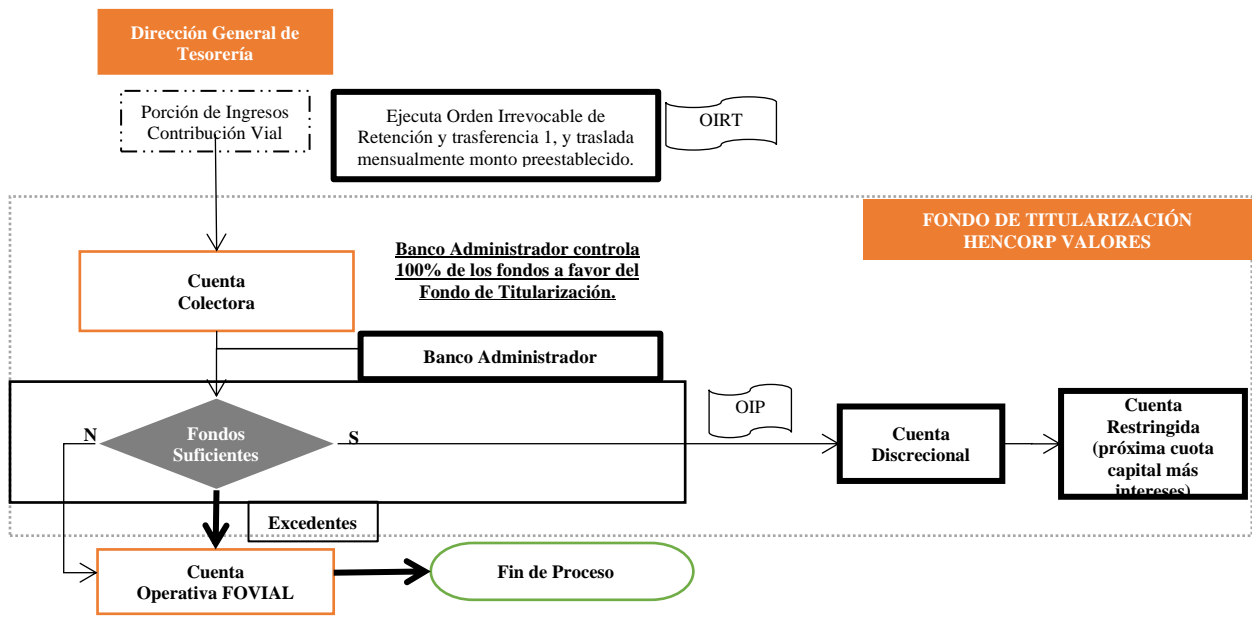 Dirección General de
Tesorería
Porción de Ingresos
Contribución Vial
Ejecuta Orden Irrevocable de
Retención y trasferencia 1, y traslada
mensualmente monto preestablecido.
OIRT
FONDO DE TITULARIZACIÓN
HENCORP VALORES
Banco Administrador controla
100% de los fondos a favor del
Fondo de Titularización.
Cuenta
Colectora
Banco Administrador
OIP
N
Fondos
Suficientes
S
Cuenta
Discrecional
Cuenta
Restringida
(próxima cuota
capital más
intereses)
Excedentes
Cuenta
Operativa FOVIAL
Fin de Proceso